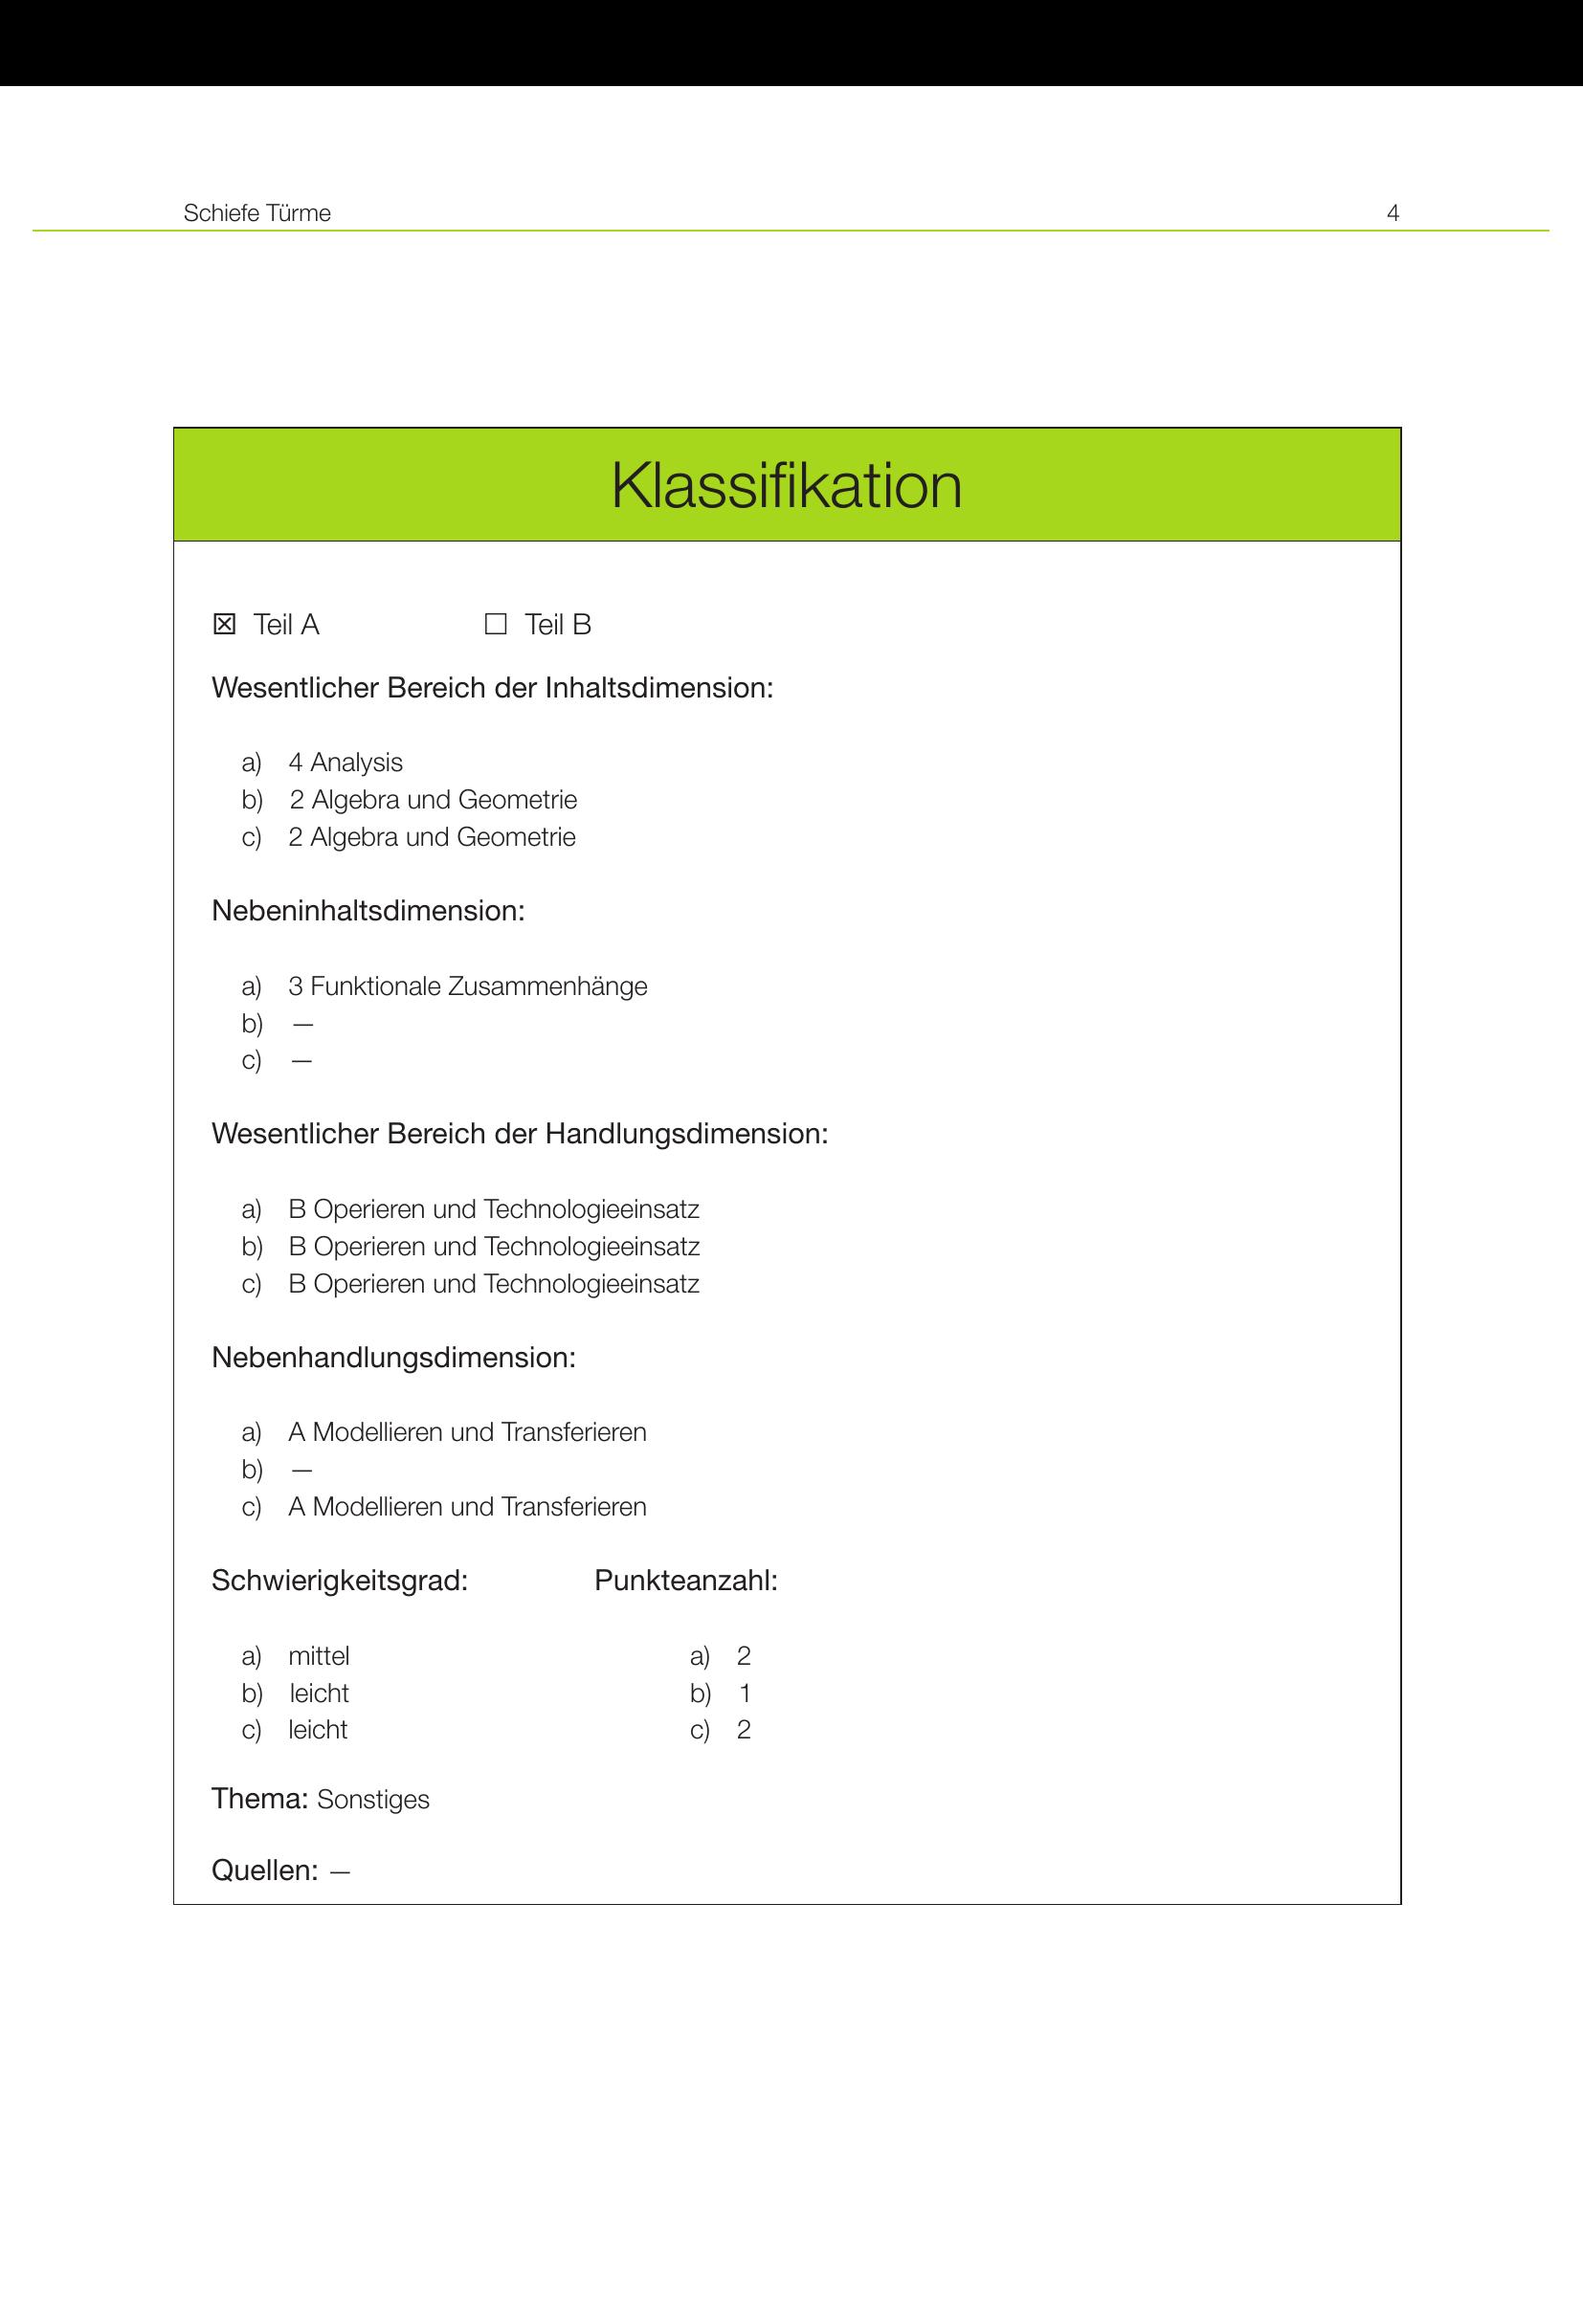 Schiefe Türme 4
Klassifikation
☒ Teil A ☐ Teil B
Wesentlicher Bereich der Inhaltsdimension:
a) 4 Analysis
b) 2 Algebra und Geometrie
c) 2 Algebra und Geometrie
Nebeninhaltsdimension:
a) 3 Funktionale Zusammenhänge
b) —
c) —
Wesentlicher Bereich der Handlungsdimension:
a) B Operieren und Technologieeinsatz
b) B Operieren und Technologieeinsatz
c) B Operieren und Technologieeinsatz
Nebenhandlungsdimension:
a) A Modellieren und Transferieren
b) —
c) A Modellieren und Transferieren
Schwierigkeitsgrad: Punkteanzahl:
a) mittel a) 2
b) leicht b) 1
c) leicht c) 2
Thema: Sonstiges
Quellen: —